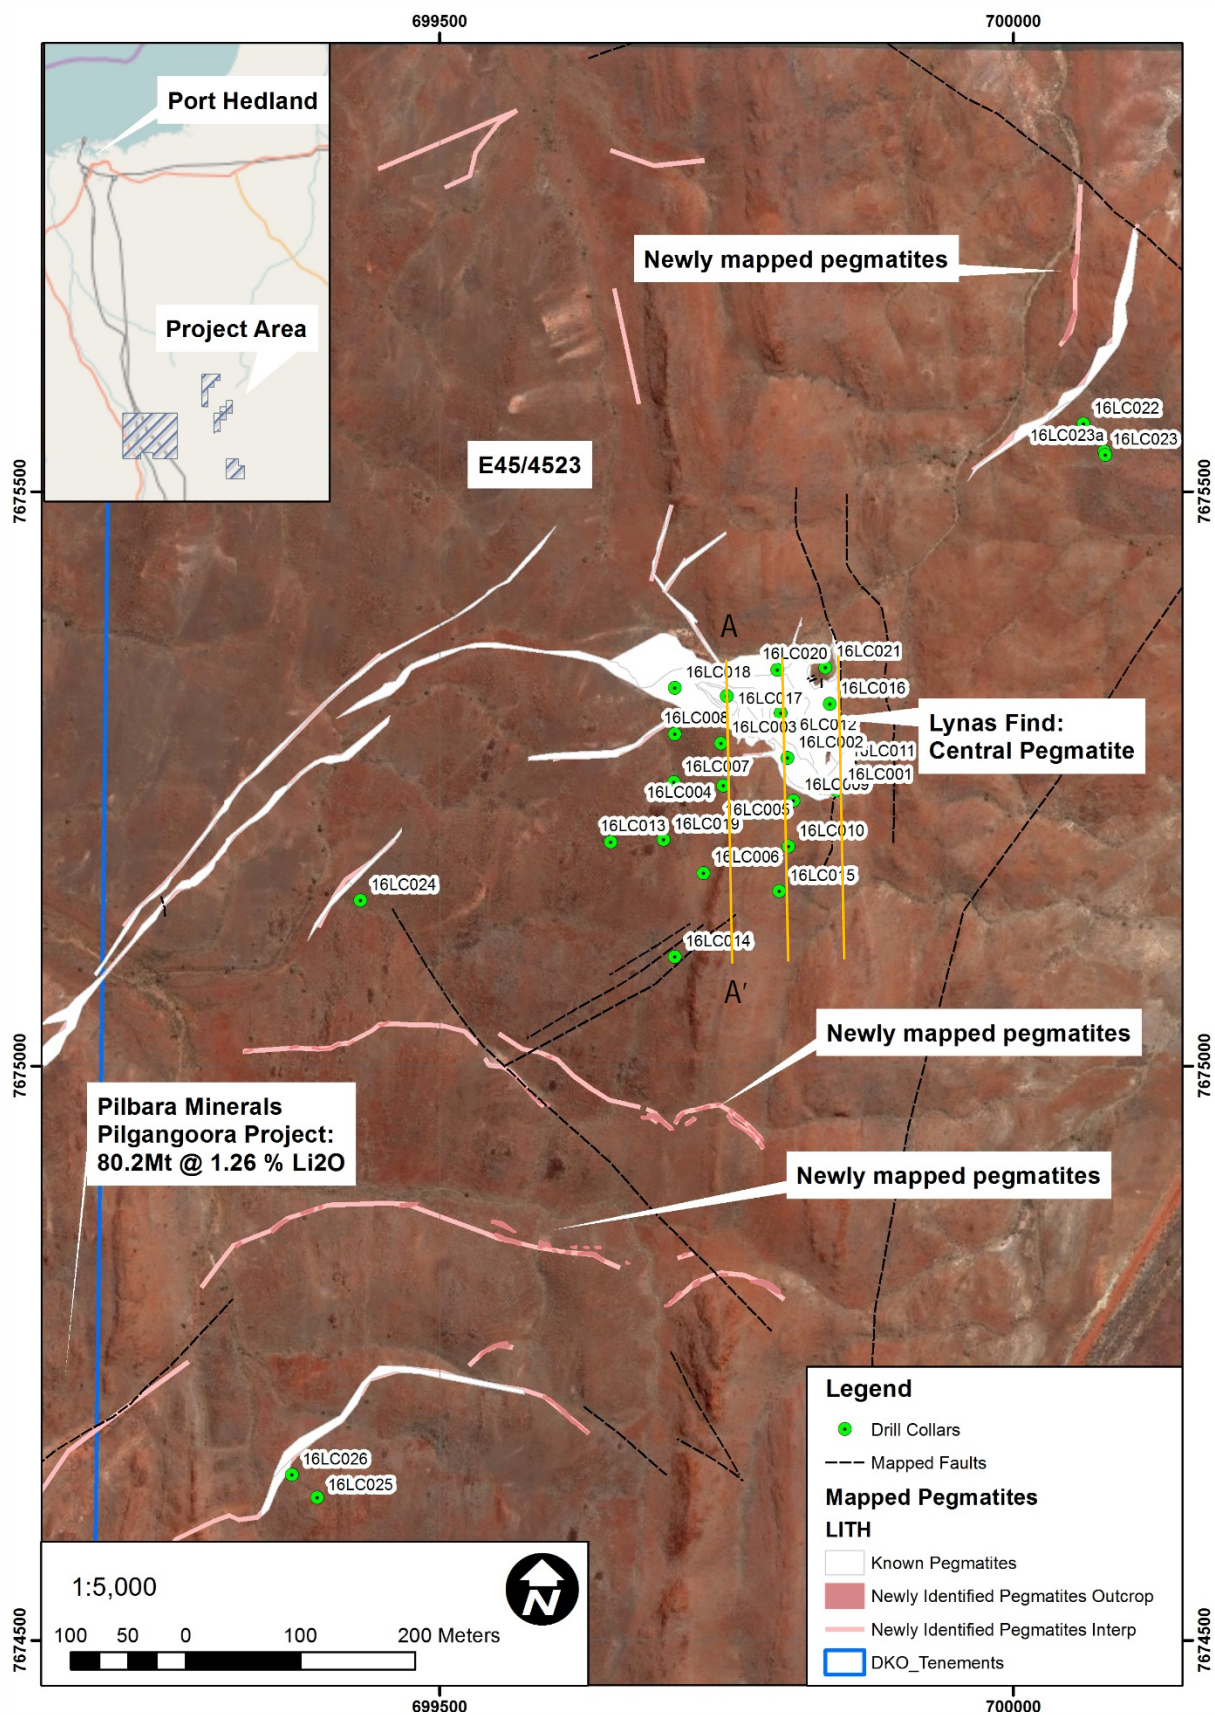 699500
700000
Port Hedland
Project Area
Newly mapped pegmatites
16LC022
16LC023a
16LC023
E45/4523
7675500
7675500
A
16LC020
16LC021
16LC018
16LC017
16LC016
16LC008
16LC003
16LC012
Lynas Find:
Central Pegmatite
16LC002
16LC011
16LC007
16LC001
16LC004
16LC009
16LC005
16LC013
16LC019
16LC010
16LC006
16LC024
16LC015
16LC014
A'
Newly mapped pegmatites
7675000
7675000
Pilbara Minerals
Pilgangoora Project:
80.2Mt @ 1.26 % Li2O
Newly mapped pegmatites
16LC026
16LC025
Legend
Drill Collars
Mapped Faults
Mapped Pegmatites
LITH
Known Pegmatites
Newly Identified Pegmatites Outcrop
Newly Identified Pegmatites Interp
DKO_Tenements
1:5,000
N
100 50 0 100 200 Meters
7674500
7674500
699500
700000